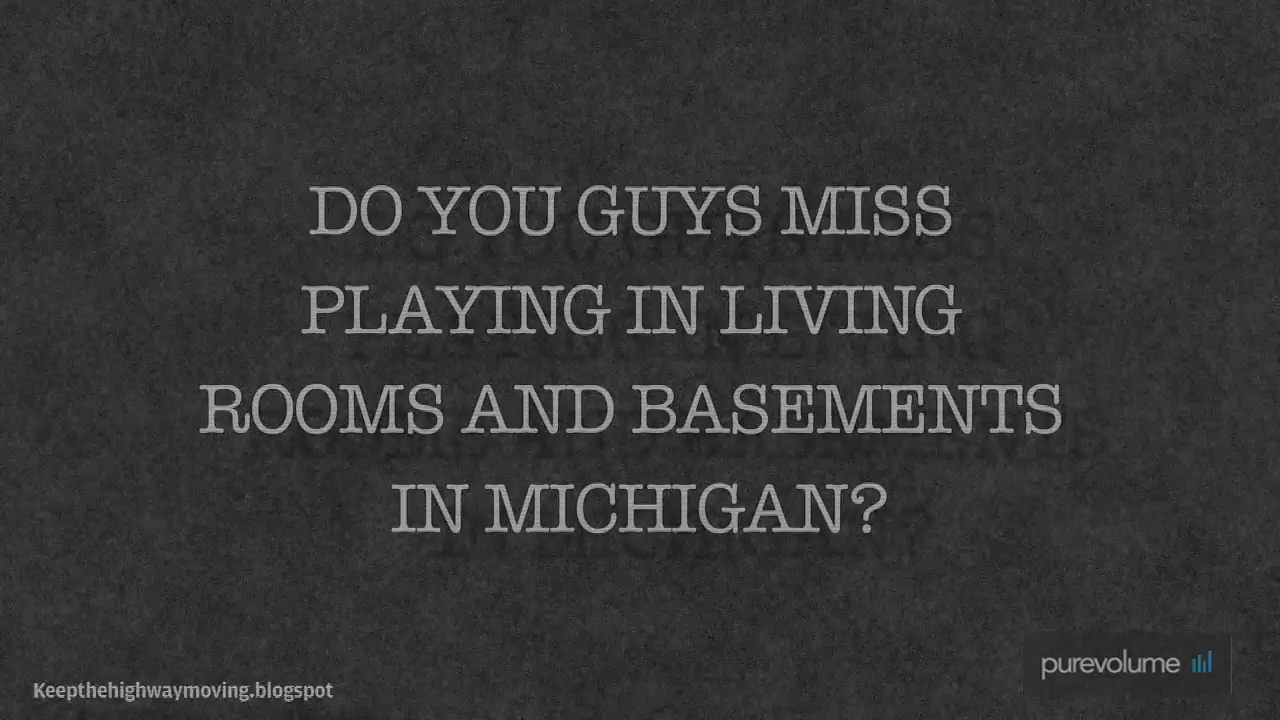 DO YOU GUYS MISS
PLAYING IN LIVING
ROOMS AND BASEMENTS
IN MICHIGAN?
purevolume
Keepthehighwaymoving.blogspot